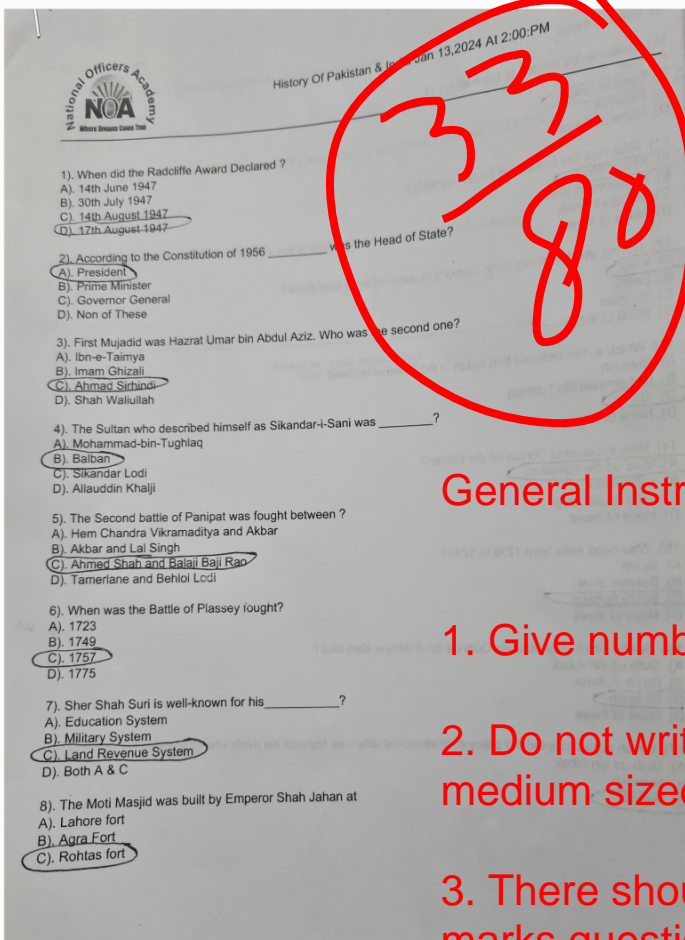 National Officers Academy
NOA
Where Dreams Come True
History Of Pakistan & Jan 13,2024 At 2:00:PM
33/80
1). When did the Radcliffe Award Declared ?
A). 14th June 1947
B). 30th July 1947
C). 14th August 1947
D). 17th August 1947
2). According to the Constitution of 1956 ________ was the Head of State?
A). President
B). Prime Minister
C). Governor General
D). Non of These
3). First Mujadid was Hazrat Umar bin Abdul Aziz. Who was the second one?
A). Ibn-e-Taimya
B). Imam Ghizali
C). Ahmad Sirhindi
D). Shah Waliullah
4). The Sultan who described himself as Sikandar-i-Sani was _______?
A). Mohammad-bin-Tughlaq
B). Balban
C). Sikandar Lodi
D). Allauddin Khalji
General Instr
5). The Second battle of Panipat was fought between ?
A). Hem Chandra Vikramaditya and Akbar
B). Akbar and Lal Singh
C). Ahmed Shah and Balaji Baji Rao
D). Tamerlane and Behloi Lodi
6). When was the Battle of Plassey fought?
A). 1723
B). 1749
C). 1757
D). 1775
1. Give numb
7). Sher Shah Suri is well-known for his__________?
A). Education System
B). Military System
C). Land Revenue System
D). Both A & C
2. Do not writ
medium sized
8). The Moti Masjid was built by Emperor Shah Jahan at
A). Lahore fort
B). Agra Fort
C). Rohtas fort
3. There shou
marks questi